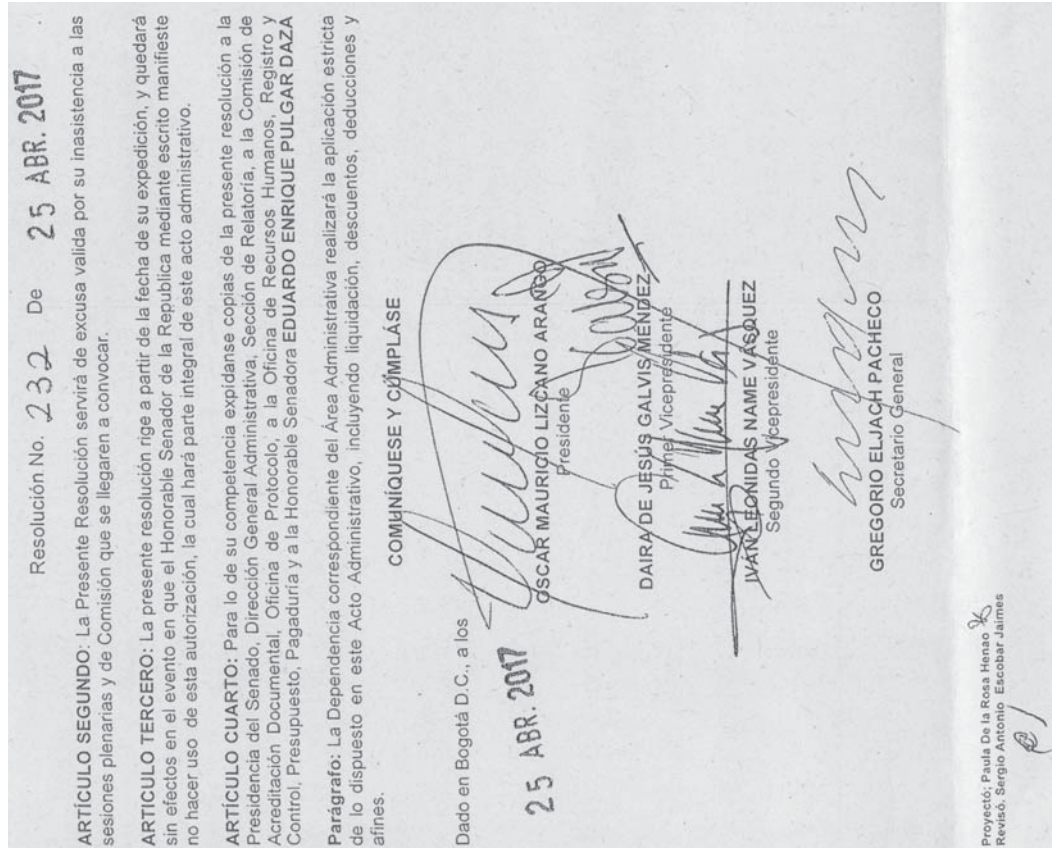 Resolución No. 232 De 25 ABR. 2017
ARTÍCULO SEGUNDO: La Presente Resolución servirá de excusa valida por su inasistencia a las
sesiones plenarias y de Comisión que se llegaren a convocar.
ARTICULO TERCERO: La presente resolución rige a partir de la fecha de su expedición, y quedará
sin efectos en el evento en que el Honorable Senador de la Republica mediante escrito manifieste
no hacer uso de esta autorización, la cual hará parte integral de este acto administrativo.
ARTÍCULO CUARTO: Para lo de su competencia expídanse copias de la presente resolución a la
Presidencia del Senado, Dirección General Administrativa, Sección de Relatoría, a la Comisión de
Acreditación Documental, Oficina de Protocolo, a la Oficina de Recursos Humanos, Registro y
Control, Presupuesto, Pagaduría y a la Honorable Senadora EDUARDO ENRIQUE PULGAR DAZA
Parágrafo: La Dependencia correspondiente del Área Administrativa realizará la aplicación estricta
de lo dispuesto en este Acto Administrativo, incluyendo liquidación, descuentos, deducciones y
afines.
COMUNÍQUESE Y CÚMPLASE
Dado en Bogotá D.C., a los
25 ABR. 2017
OSCAR MAURICIO LIZCANO ARANGO
Presidente
DAIRA DE JESÚS GALVIS MÉNDEZ
Primer Vicepresidente
IVÁN LEONIDAS NAME VÁSQUEZ
Segundo Vicepresidente
GREGORIO ELJACH PACHECO
Secretario General
Proyectó; Paula De la Rosa Henao
Revisó. Sergio Antonio Escobar Jaimes